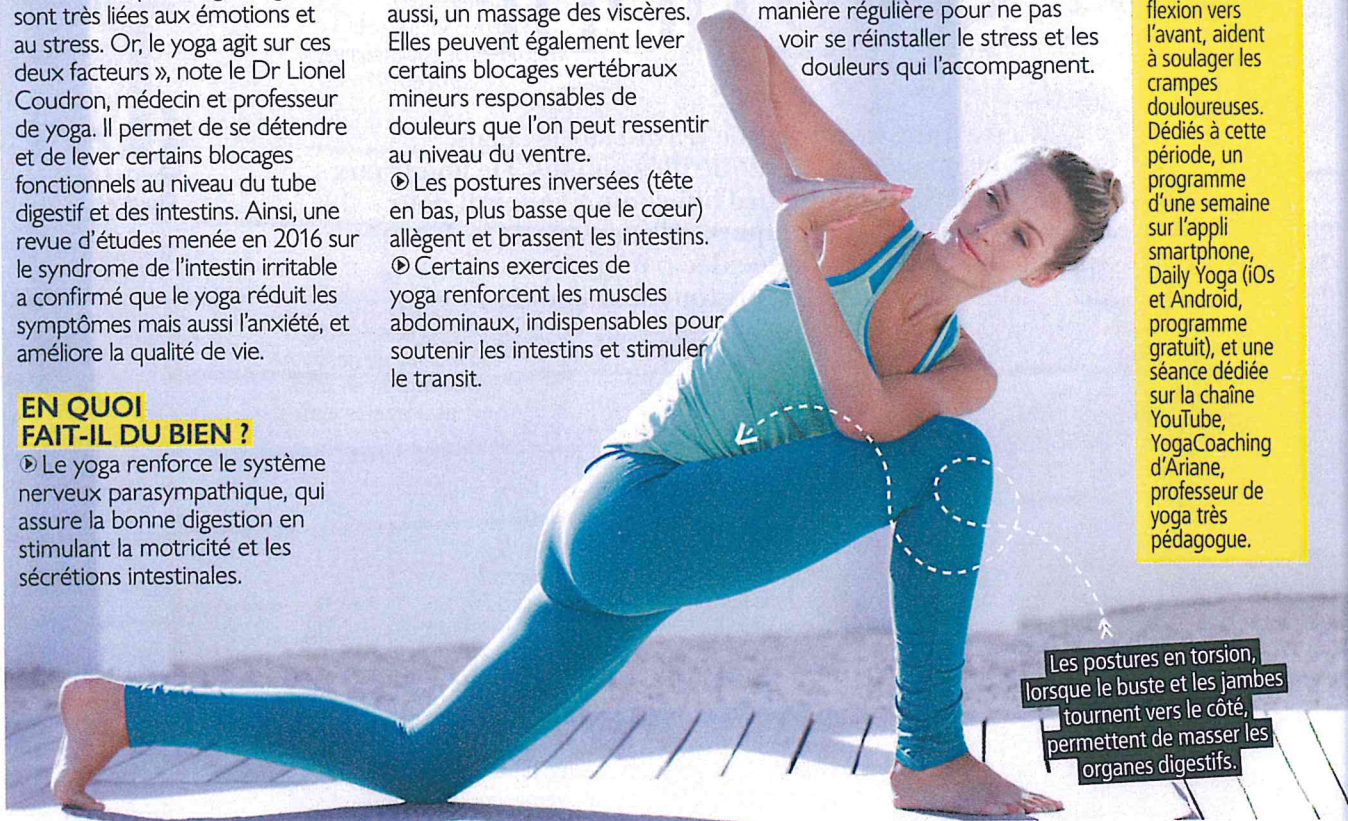 sont très liées aux émotions et
au stress. Or, le yoga agit sur ces
deux facteurs », note le Dr Lionel
Coudron, médecin et professeur
de yoga. Il permet de se détendre
et de lever certains blocages
fonctionnels au niveau du tube
digestif et des intestins. Ainsi, une
revue d'études menée en 2016 sur
le syndrome de l'intestin irritable
a confirmé que le yoga réduit les
symptômes mais aussi l'anxiété, et
améliore la qualité de vie.
EN QUOI
FAIT-IL DU BIEN ?
Le yoga renforce le système
nerveux parasympathique, qui
assure la bonne digestion en
stimulant la motricité et les
sécrétions intestinales.
aussi, un massage des viscères.
Elles peuvent également lever
certains blocages vertébraux
mineurs responsables de
douleurs que l'on peut ressentir
au niveau du ventre.
Les postures inversées (tête
en bas, plus basse que le cœur)
allègent et brassent les intestins.
Certains exercices de
yoga renforcent les muscles
abdominaux, indispensables pour
soutenir les intestins et stimuler
le transit.
manière régulière pour ne pas
voir se réinstaller le stress et les
douleurs qui l'accompagnent.
flexion vers
l'avant, aident
à soulager les
crampes
douloureuses.
Dédiés à cette
période, un
programme
d'une semaine
sur l'appli
smartphone,
Daily Yoga (iOs
et Android,
programme
gratuit), et une
séance dédiée
sur la chaîne
YouTube,
YogaCoaching
d'Ariane,
professeur de
yoga très
pédagogue.
Les postures en torsion,
lorsque le buste et les jambes
tournent vers le côté,
permettent de masser les
organes digestifs.